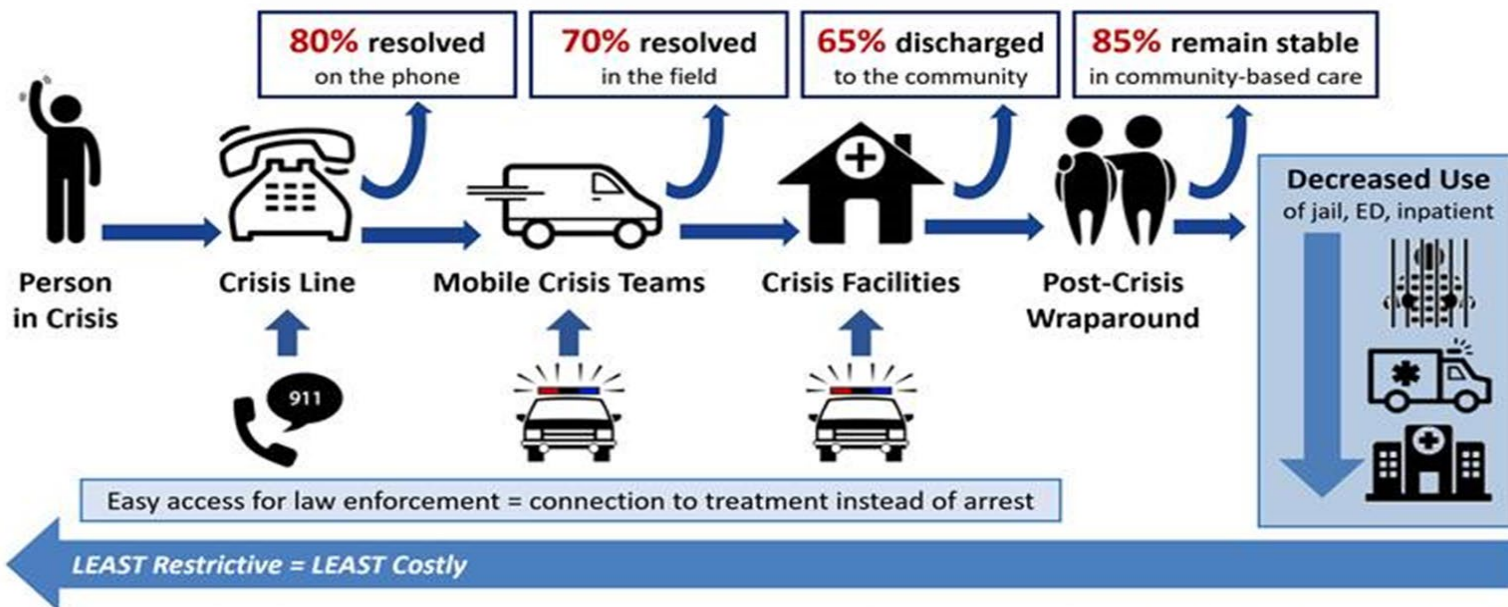 80% resolved
on the phone
70% resolved
in the field
65% discharged
to the community
85% remain stable
in community-based care
Person
in Crisis
Crisis Line
Mobile Crisis Teams
Crisis Facilities
Post-Crisis
Wraparound
Decreased Use
of jail, ED, inpatient
911
Easy access for law enforcement = connection to treatment instead of arrest
LEAST Restrictive = LEAST Costly